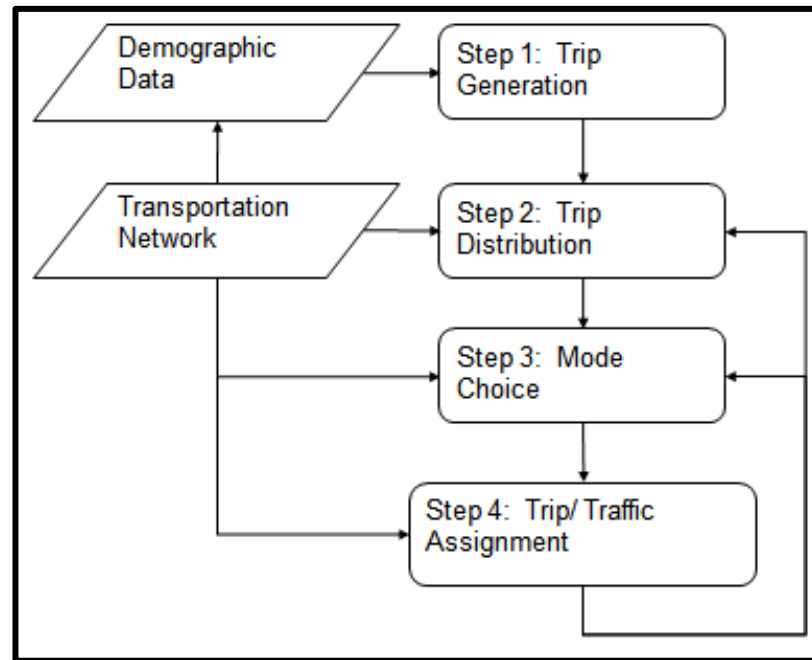 Demographic
Data
Step 1:  Trip
Generation
Transportation
Network
Step 2:  Trip
Distribution
Step 3:  Mode
Choice
Step 4:  Trip/ Traffic
Assignment